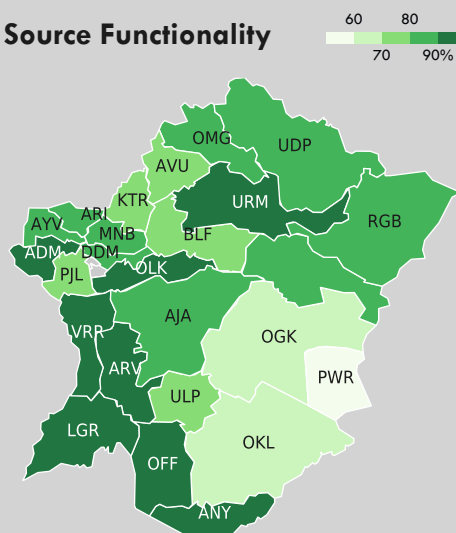 60 80
Source Functionality
70 90%
OMG
UDP
AVU
KTR
URM
ARI
AYV
RGB
MNB
BLF
ADM
DDM
OLK
PJL
AJA
VRR
OGK
ARV
PWR
ULP
LGR
OKL
OFF
ANY